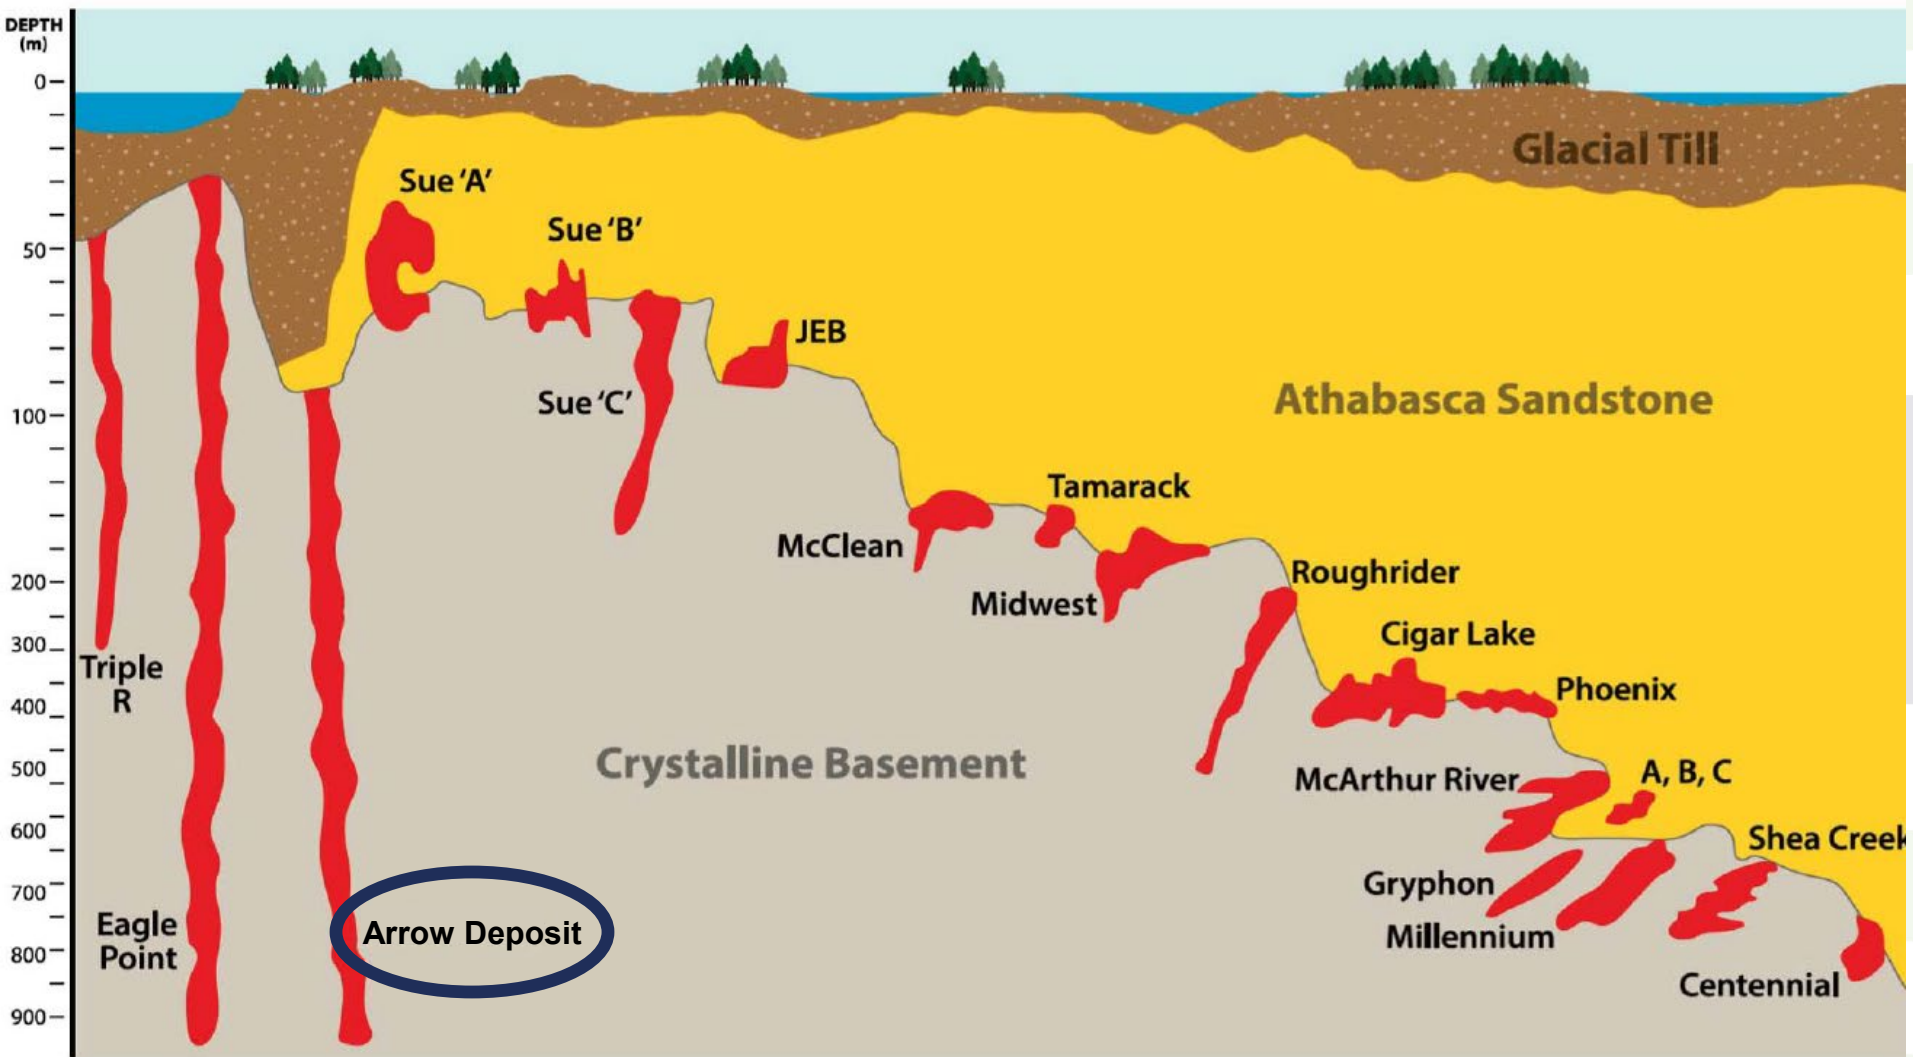 DEPTH
(m)
0
50
100
200
300
400
500
600
700
800
900
Glacial Till
Sue 'A'
Sue 'B'
JEB
Sue 'C'
Athabasca Sandstone
Tamarack
McClean
Midwest
Roughrider
Cigar Lake
Triple
R
Phoenix
Crystalline Basement
McArthur River
A, B, C
Shea Creek
Gryphon
Eagle
Point
Arrow Deposit
Millennium
Centennial